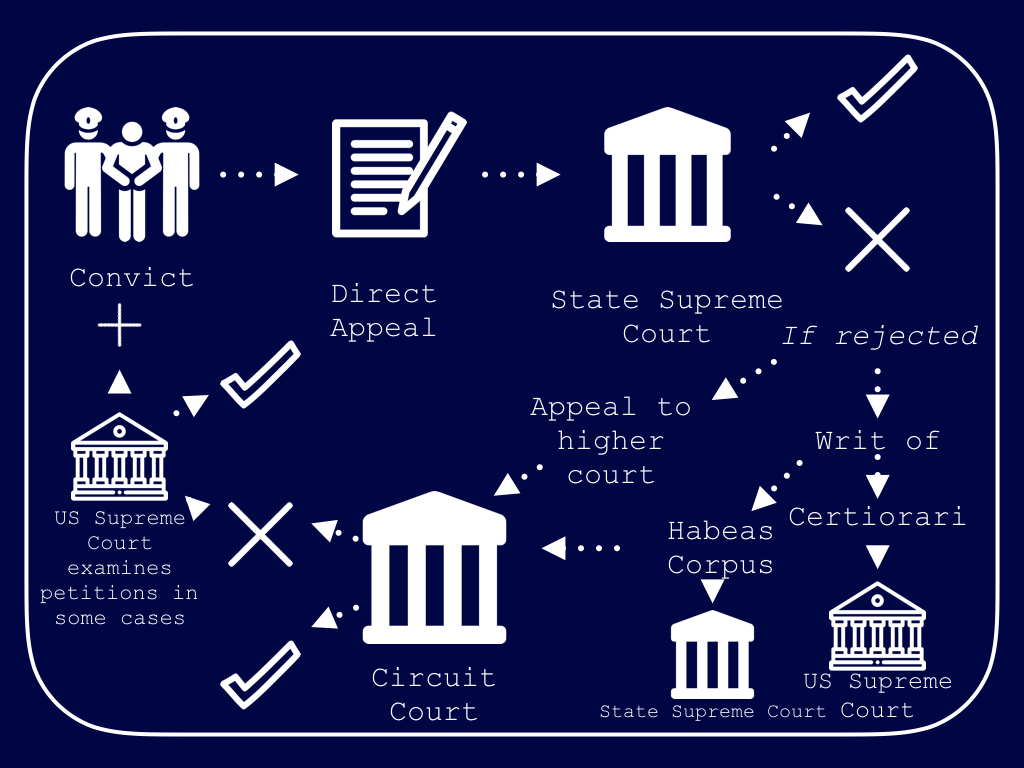 Convict
Direct
Appeal
State Supreme
Court
If rejected
Appeal to
higher
court
Writ of
Habeas
Corpus
Certiorari
US Supreme
Court
examines
petitions in
some cases
Circuit
Court
State Supreme Court
US Supreme
Court